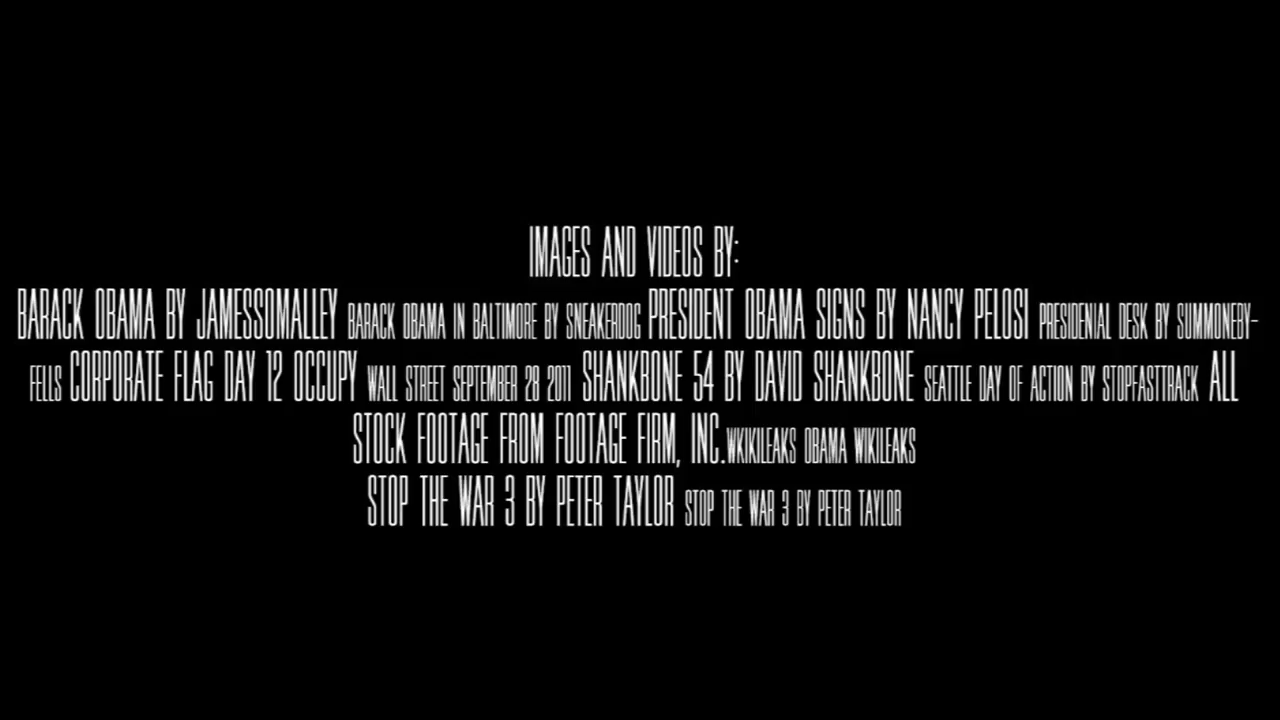 IMAGES AND VIDEOS BY:
BARACK OBAMA BY JAMESSOMALLEY BARACK OBAMA IN BALTIMORE BY SNEAKERDOG PRESIDENT OBAMA SIGNS BY NANCY PELOSI PRESIDENIAL DESK BY SUMMONEBY-
FELLS CORPORATE FLAG DAY 12 OCCUPY WALL STREET SEPTEMBER 28 2011 SHANKBONE 54 BY DAVID SHANKBONE SEATTLE DAY OF ACTION BY STOPFASTTRACK ALL
STOCK FOOTAGE FROM FOOTAGE FIRM, INC.WKIKILEAKS OBAMA WIKILEAKS
STOP THE WAR 3 BY PETER TAYLOR STOP THE WAR 3 BY PETER TAYLOR